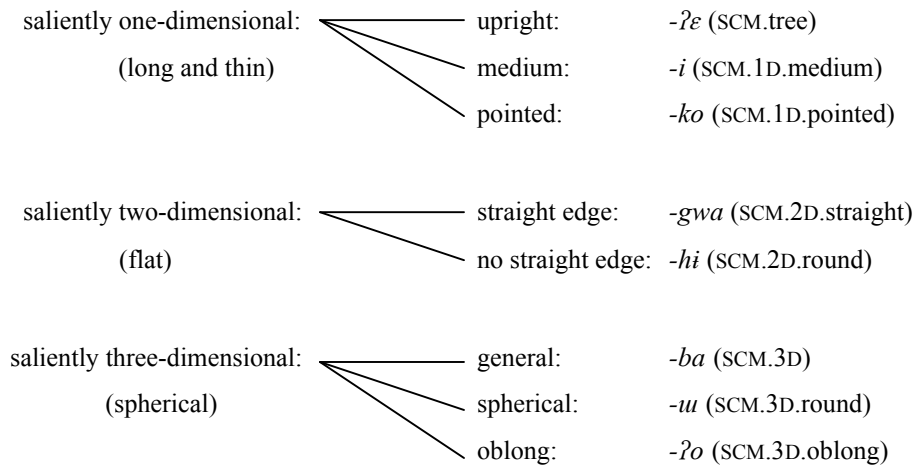 saliently one-dimensional: upright: -ʔɛ (SCM.tree)
(long and thin) medium: -i (SCM.1D.medium)
pointed: -ko (SCM.1D.pointed)
saliently two-dimensional: straight edge: -gwa (SCM.2D.straight)
(flat) no straight edge: -hɨ (SCM.2D.round)
saliently three-dimensional: general: -ba (SCM.3D)
(spherical) spherical: -ɯ (SCM.3D.round)
oblong: -ʔo (SCM.3D.oblong)